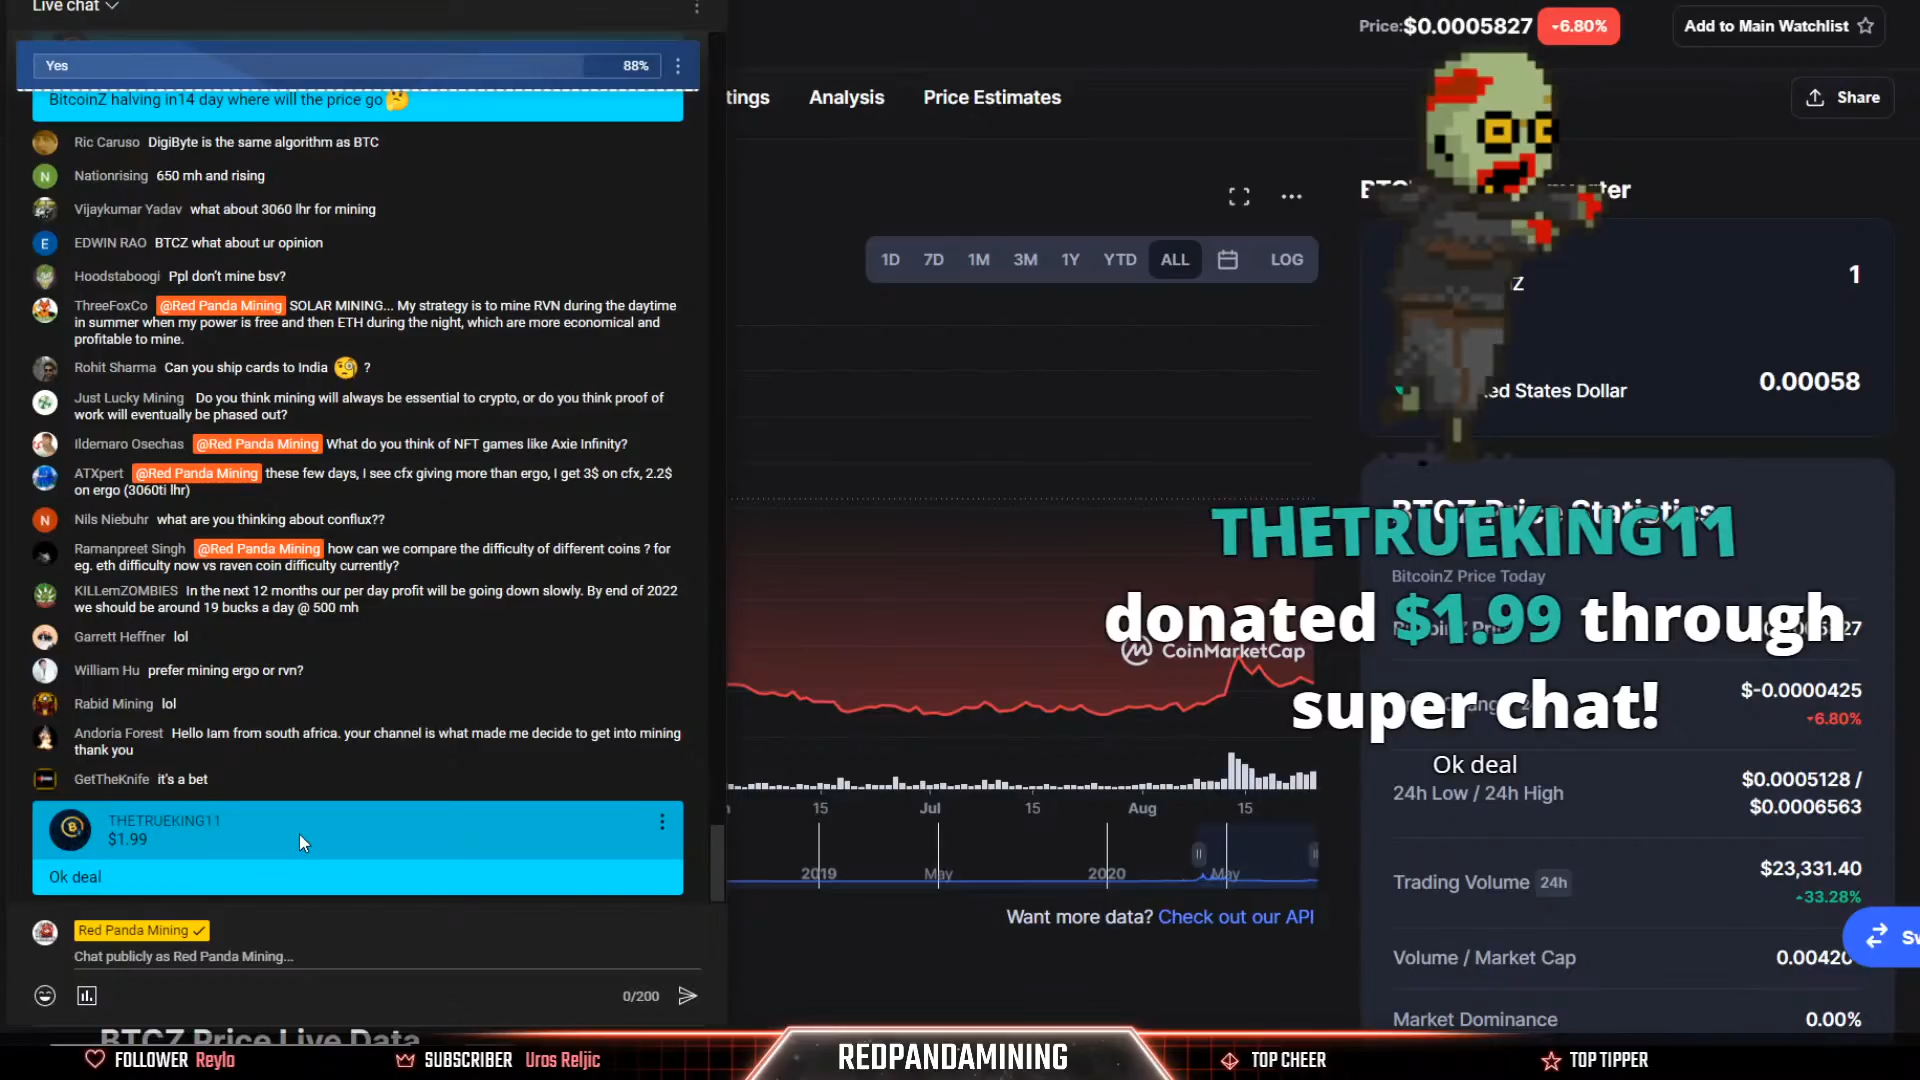 Live chat
Yes 88%
BitcoinZ halving in14 day where will the price go
Ric Caruso DigiByte is the same algorithm as BTC
N Nationrising 650 mh and rising
Vijaykumar Yadav what about 3060 lhr for mining
E EDWIN RAO BTCZ what about ur opinion
Hoodstaboogi Ppl don't mine bsv?
ThreeFoxCo @Red Panda Mining SOLAR MINING... My strategy is to mine RVN during the daytime
in summer when my power is free and then ETH during the night, which are more economical and
profitable to mine.
Rohit Sharma Can you ship cards to India ?
Just Lucky Mining Do you think mining will always be essential to crypto, or do you think proof of
work will eventually be phased out?
Ildemaro Osechas @Red Panda Mining What do you think of NFT games like Axie Infinity?
ATXpert @Red Panda Mining these few days, I see cfx giving more than ergo, I get 3$ on cfx, 2.2$
on ergo (3060ti lhr)
N Nils Niebuhr what are you thinking about conflux??
Ramanpreet Singh @Red Panda Mining how can we compare the difficulty of different coins ? for
eg. eth difficulty now vs raven coin difficulty currently?
KILLemZOMBIES In the next 12 months our per day profit will be going down slowly. By end of 2022
we should be around 19 bucks a day @ 500 mh
Garrett Heffner lol
William Hu prefer mining ergo or rvn?
Rabid Mining lol
Andoria Forest Hello Iam from south africa. your channel is what made me decide to get into mining
thank you
GetTheKnife it's a bet
THETRUEKING11
$1.99
Ok deal
Red Panda Mining
Chat publicly as Red Panda Mining...
0/200
BTCZ Price Live Data
Price: $0.0005827 -6.80%
Add to Main Watchlist
tings Analysis Price Estimates
Share
1D 7D 1M 3M 1Y YTD ALL LOG
z 1
ed States Dollar 0.00058
BTCZ Price Statistics
THETRUEKING11
BitcoinZ Price Today
donated $1.99 through
CoinMarketCap
$-0.0000425
-6.80%
super chat!
Ok deal
24h Low / 24h High
$0.0005128 /
$0.0006563
15 Jul 15 Aug 15
2019 May 2020 May
Trading Volume 24h
$23,331.40
33.28%
Want more data? Check out our API
Volume / Market Cap
Market Dominance 0.00%
FOLLOWER Reylo
SUBSCRIBER Uros Reljic
REDPANDAMINING
TOP CHEER
TOP TIPPER